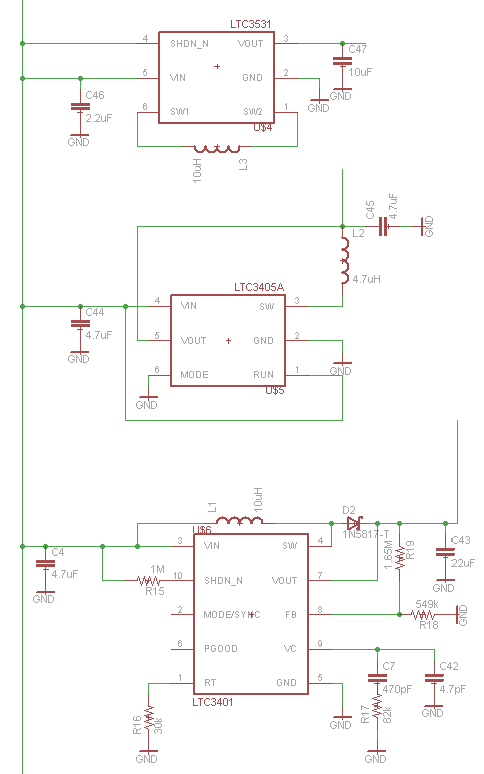 LTC3531
4 SHDN_N VOUT 3
C47
10uF
GND
5 VIN GND 2
GND
C46
2.2uF
GND
6 SW1 SW2 1
U$4
10uH
L3
C45
4.7uF
GND
L2
4.7uH
LTC3405A
4 VIN SW 3
C44
4.7uF
GND
5 VOUT GND 2
GND
6 MODE RUN 1
GND
U$5
L1
10uH
D2
1N5817-T
U$6
3 VIN SW 4
1.65M
R19
C43
22uF
GND
C4
4.7uF
GND
1M
R15
10 SHDN_N VOUT 7
2 MODE/SYNC FB 8
549k
R18
GND
6 PGOOD VC 9
C7
470pF
C42
4.7pF
GND
1 RT GND 5
GND
LTC3401
R16
30k
GND
R17
82k
GND